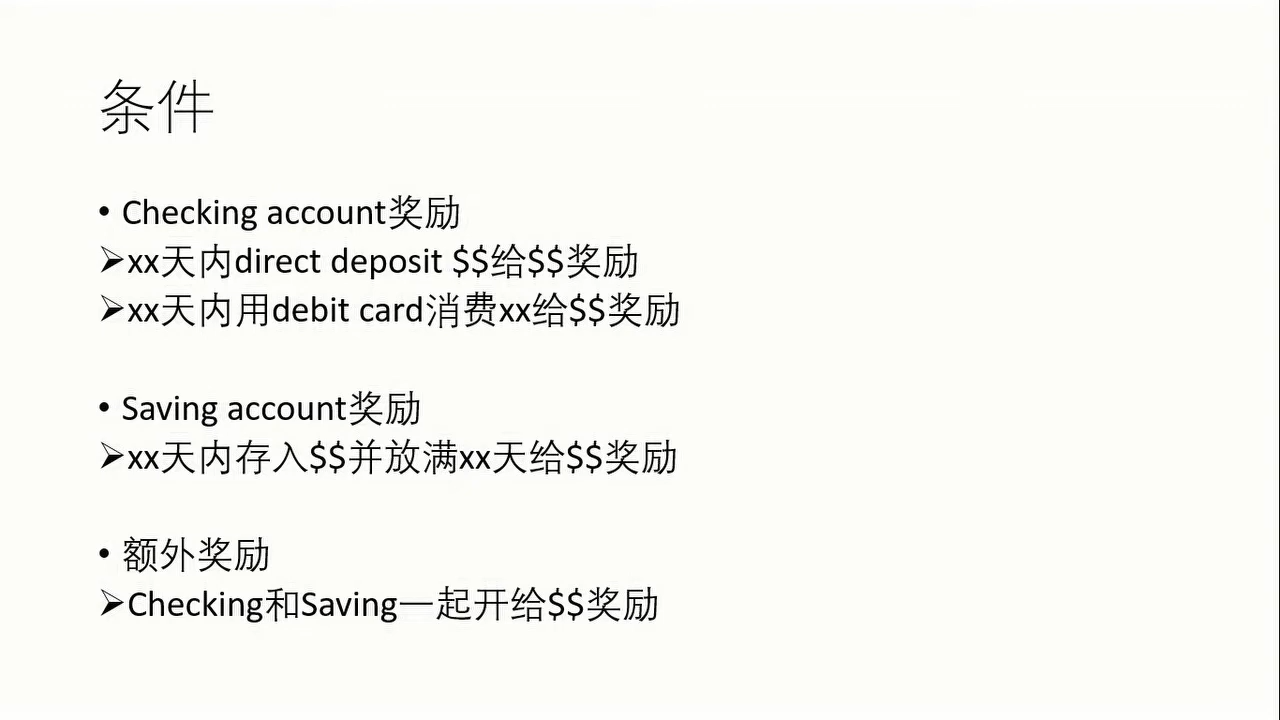 条件
• Checking account奖励
➢xx天内direct deposit $$给$$奖励
➢xx天内用debit card消费xx给$$奖励
• Saving account奖励
➢xx天内存入$$并放满xx天给$$奖励
• 额外奖励
➢Checking和Saving一起开给$$奖励